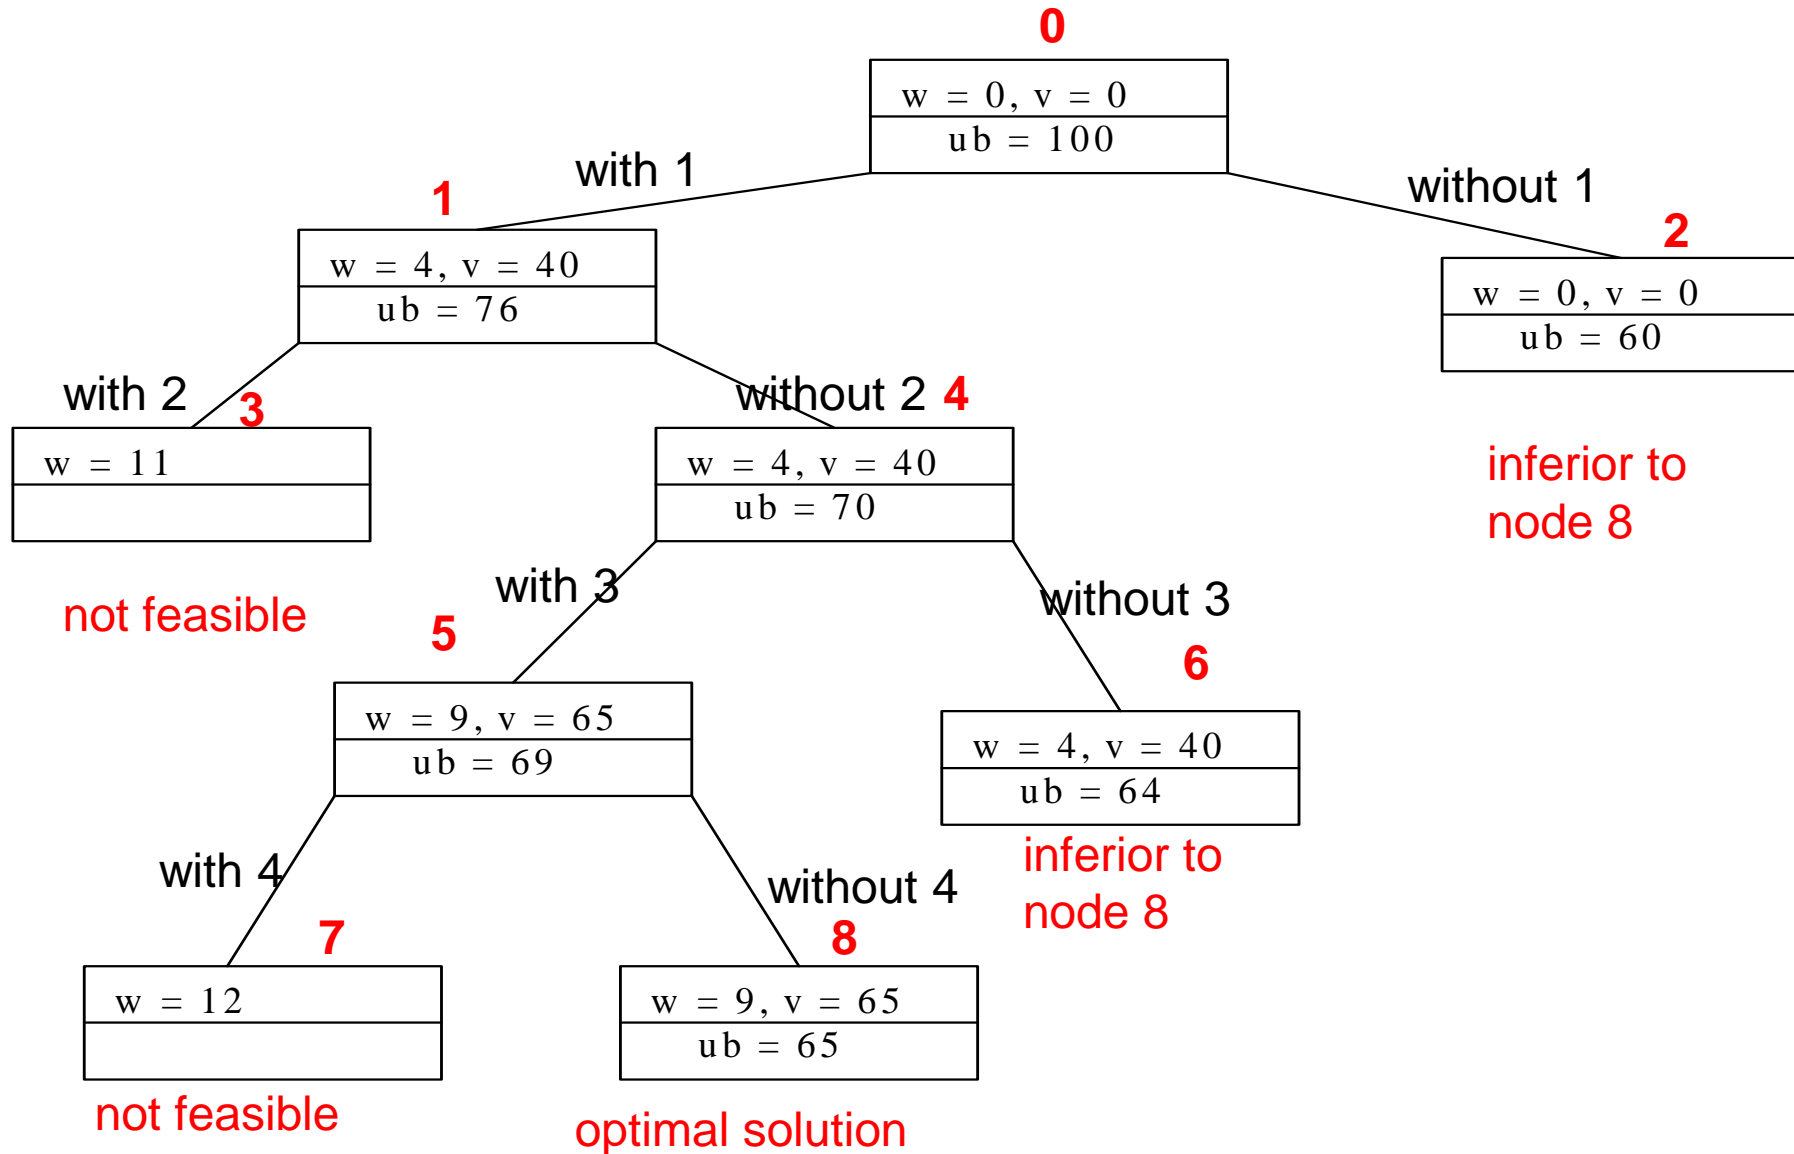 0
w = 0, v = 0
ub = 100
with 1
without 1
1
w = 4, v = 40
ub = 76
2
w = 0, v = 0
ub = 60
with 2
3
without 2
4
w = 11
w = 4, v = 40
ub = 70
inferior to
node 8
not feasible
with 3
without 3
5
6
w = 9, v = 65
ub = 69
w = 4, v = 40
ub = 64
inferior to
node 8
with 4
without 4
7
8
w = 12
w = 9, v = 65
ub = 65
not feasible
optimal solution